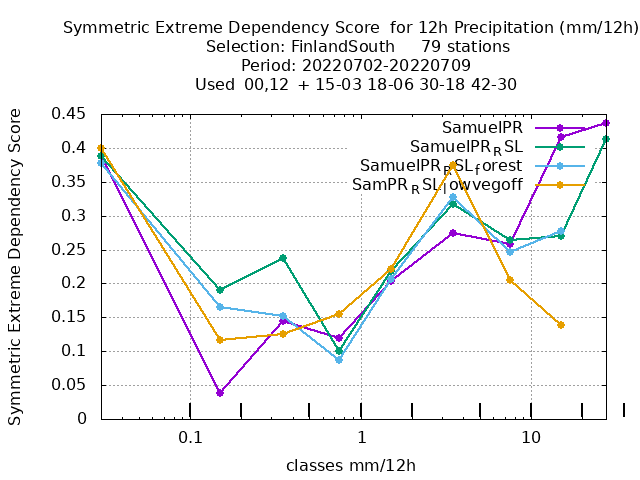 Symmetric Extreme Dependency Score for 12h Precipitation (mm/12h)
Selection: FinlandSouth 79 stations
Period: 20220702-20220709
Used 00,12 + 15-03 18-06 30-18 42-30
Symmetric Extreme Dependency Score
0.45
0.4
0.35
0.3
0.25
0.2
0.15
0.1
0.05
0
SamuelPR
SamuelPRRSL
SamuelPRRSLforest
SamPRRSLlowvegoff
0.1 1 10
classes mm/12h